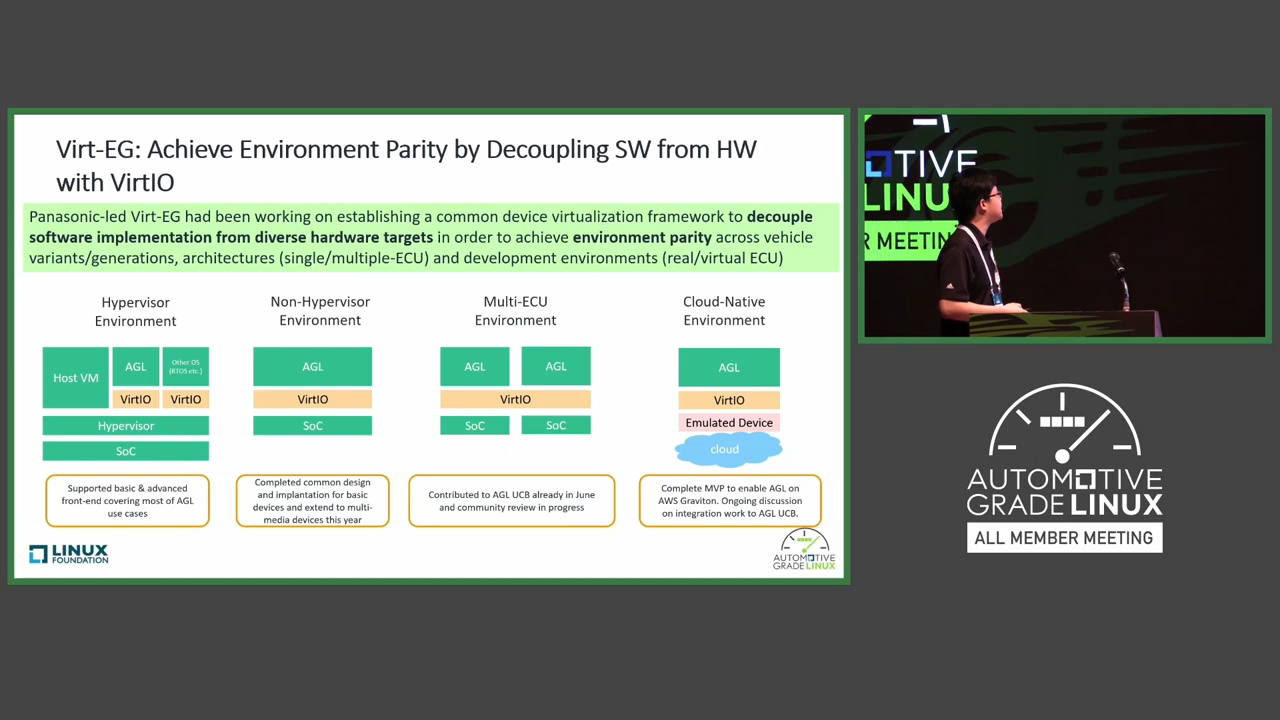 Virt-EG: Achieve Environment Parity by Decoupling SW from HW
with VirtIO
Panasonic-led Virt-EG had been working on establishing a common device virtualization framework to decouple
software implementation from diverse hardware targets in order to achieve environment parity across vehicle
variants/generations, architectures (single/multiple-ECU) and development environments (real/virtual ECU)
Hypervisor
Environment
Host VM
AGL
Other OS
(RTOS etc.)
VirtIO
VirtIO
Hypervisor
SoC
Supported basic & advanced
front-end covering most of AGL
use cases
Non-Hypervisor
Environment
AGL
VirtIO
SoC
Completed common design
and implantation for basic
devices and extend to multi-
media devices this year
Multi-ECU
Environment
AGL
AGL
VirtIO
SoC
SoC
Contributed to AGL UCB already in June
and community review in progress
Cloud-Native
Environment
AGL
VirtIO
Emulated Device
cloud
Complete MVP to enable AGL on
AWS Graviton. Ongoing discussion
on integration work to AGL UCB.
LINUX
FOUNDATION
AUTOMOTIVE
GRADE LINUX
OTIVE
LINU
R MEETIN
adidas
AUTOMOTIVE
GRADE LINUX
ALL MEMBER MEETING